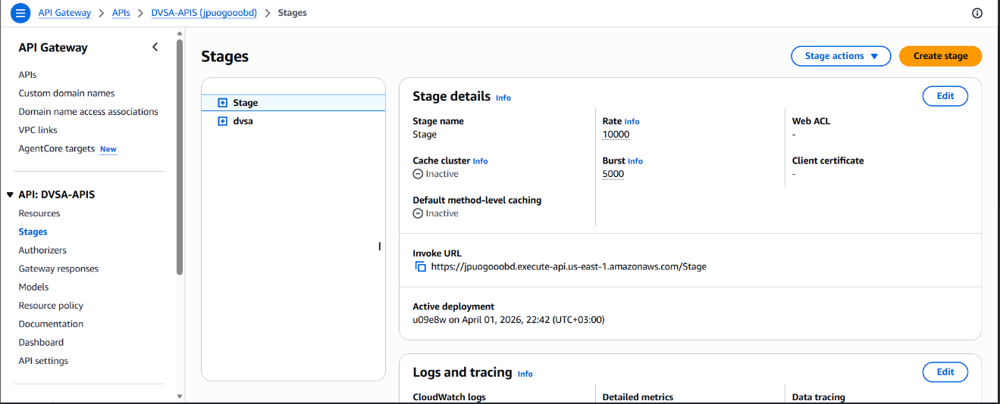 API Gateway > APIs > DVSA-APIS (jpuogooobd) > Stages
API Gateway
APIs
Custom domain names
Domain name access associations
VPC links
AgentCore targets New
API: DVSA-APIS
Resources
Stages
Authorizers
Gateway responses
Models
Resource policy
Documentation
Dashboard
API settings
Stages
Stage actions
Create stage
Stage
dvsa
Stage details Info
Edit
Stage name
Stage
Rate Info
10000
Web ACL
-
Cache cluster Info
Inactive
Burst Info
5000
Client certificate
-
Default method-level caching
Inactive
Invoke URL
https://jpuogooobd.execute-api.us-east-1.amazonaws.com/Stage
Active deployment
u09e8w on April 01, 2026, 22:42 (UTC+03:00)
Logs and tracing Info
Edit
CloudWatch logs
Detailed metrics
Data tracing